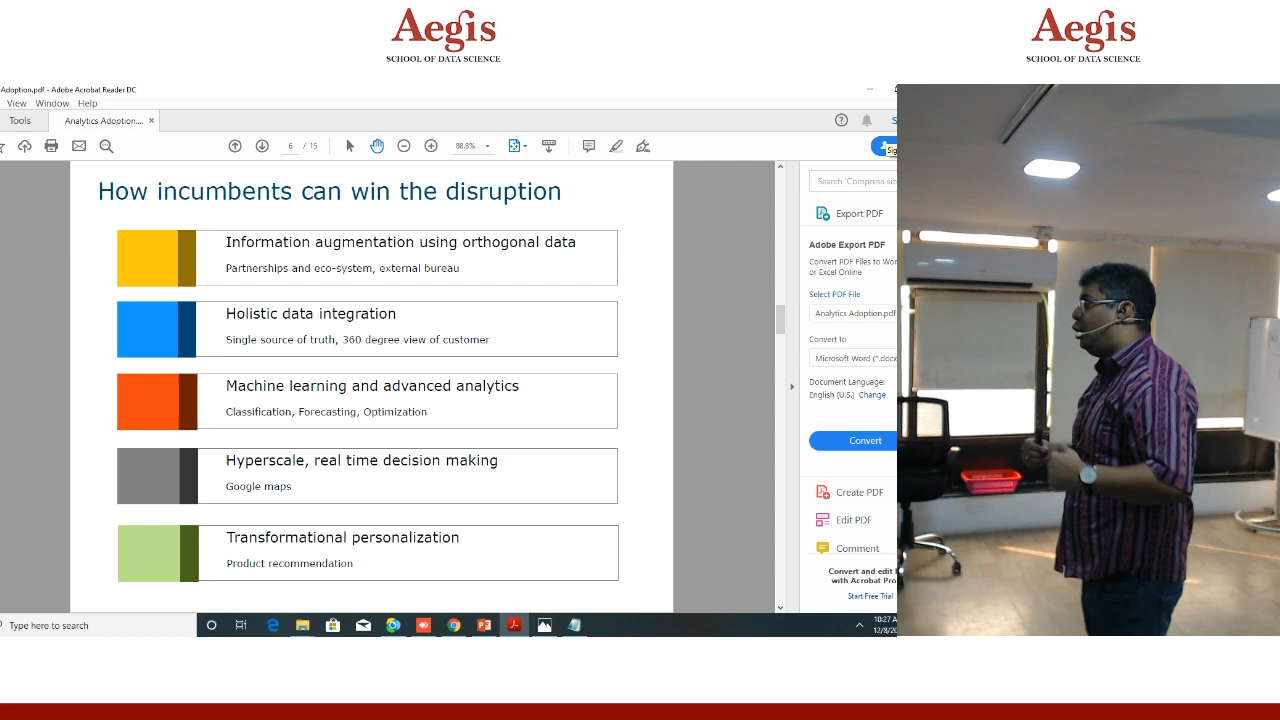 Aegis
SCHOOL OF DATA SCIENCE
Aegis
SCHOOL OF DATA SCIENCE
Adoption.pdf - Adobe Acrobat Reader DC
View Window Help
Tools
Analytics Adoption.... ×
6 / 15
88.8%
How incumbents can win the disruption
Information augmentation using orthogonal data
Partnerships and eco-system, external bureau
Holistic data integration
Single source of truth, 360 degree view of customer
Machine learning and advanced analytics
Classification, Forecasting, Optimization
Hyperscale, real time decision making
Google maps
Transformational personalization
Product recommendation
Search 'Compress
Export PDF
Adobe Export PDF
Convert PDF Files to
or Excel Online
Select PDF File
Analytics Adoption.pdf
Convert to
Microsoft Word (*.docx
Document Language:
English (U.S.) Change
Convert
Create PDF
Edit PDF
Comment
Convert and edit
with Acrobat
Start Free Trial
Type here to search
10:27
12/8/20